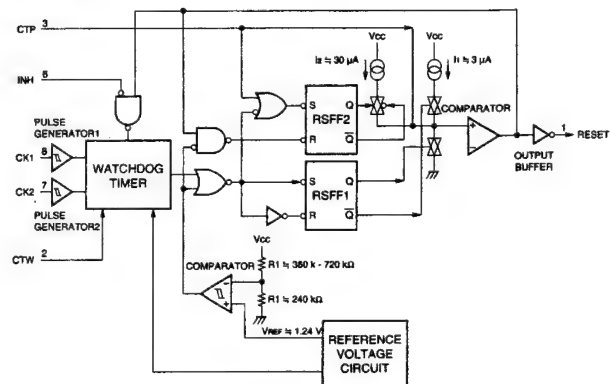 CTP 3
Vcc
Vcc
I2 ≒ 30 μA
I1 ≒ 3 μA
INH 6
COMPARATOR
S
Q
RSFF2
R
Q
1
RESET
OUTPUT
BUFFER
PULSE
GENERATOR1
CK1 8
WATCHDOG
TIMER
CK2 7
PULSE
GENERATOR2
S
Q
RSFF1
R
Q
CTW 2
Vcc
COMPARATOR
R1 ≒ 360 k - 720 kΩ
R1 ≒ 240 kΩ
VREF ≒ 1.24 V
REFERENCE
VOLTAGE
CIRCUIT